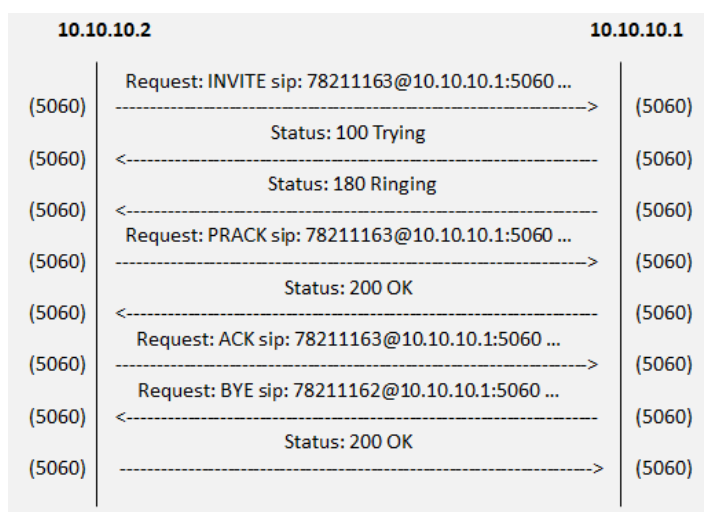 10.10.10.2 10.10.10.1
Request: INVITE sip: 78211163@10.10.10.1:5060 ...
(5060) ---------------------------------------------------------------------> (5060)
Status: 100 Trying
(5060) <--------------------------------------------------------------------- (5060)
Status: 180 Ringing
(5060) <--------------------------------------------------------------------- (5060)
Request: PRACK sip: 78211163@10.10.10.1:5060 ...
(5060) ---------------------------------------------------------------------> (5060)
Status: 200 OK
(5060) <--------------------------------------------------------------------- (5060)
Request: ACK sip: 78211163@10.10.10.1:5060 ...
(5060) ---------------------------------------------------------------------> (5060)
Request: BYE sip: 78211162@10.10.10.1:5060 ...
(5060) <--------------------------------------------------------------------- (5060)
Status: 200 OK
(5060) ---------------------------------------------------------------------> (5060)